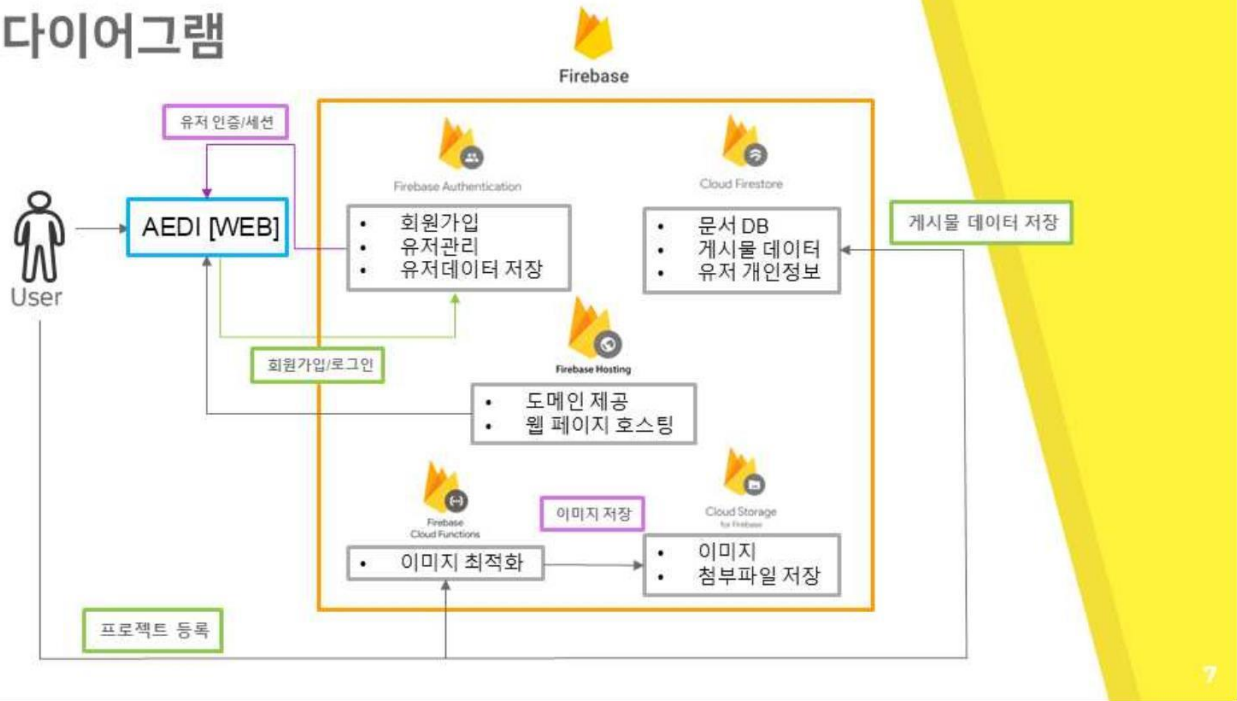 다이어그램
Firebase
유저 인증/세션
Firebase Authentication
Cloud Firestore
AEDI [WEB]
• 회원가입
• 유저관리
• 유저데이터 저장
• 문서 DB
• 게시물 데이터
• 유저 개인정보
게시물 데이터 저장
User
회원가입/로그인
Firebase Hosting
• 도메인 제공
• 웹 페이지 호스팅
Firebase
Cloud Functions
이미지 저장
Cloud Storage
for Firebase
• 이미지 최적화
• 이미지
• 첨부파일 저장
프로젝트 등록
7